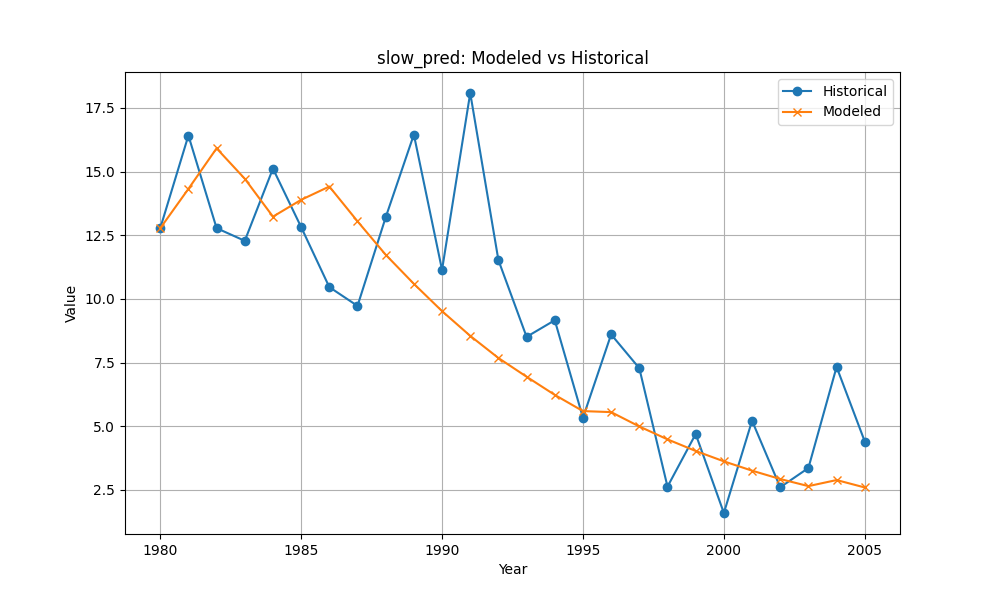 slow_pred: Modeled vs Historical
Historical
Modeled
17.5
15.0
12.5
10.0
7.5
5.0
2.5
Value
1980
1985
1990
1995
2000
2005
Year